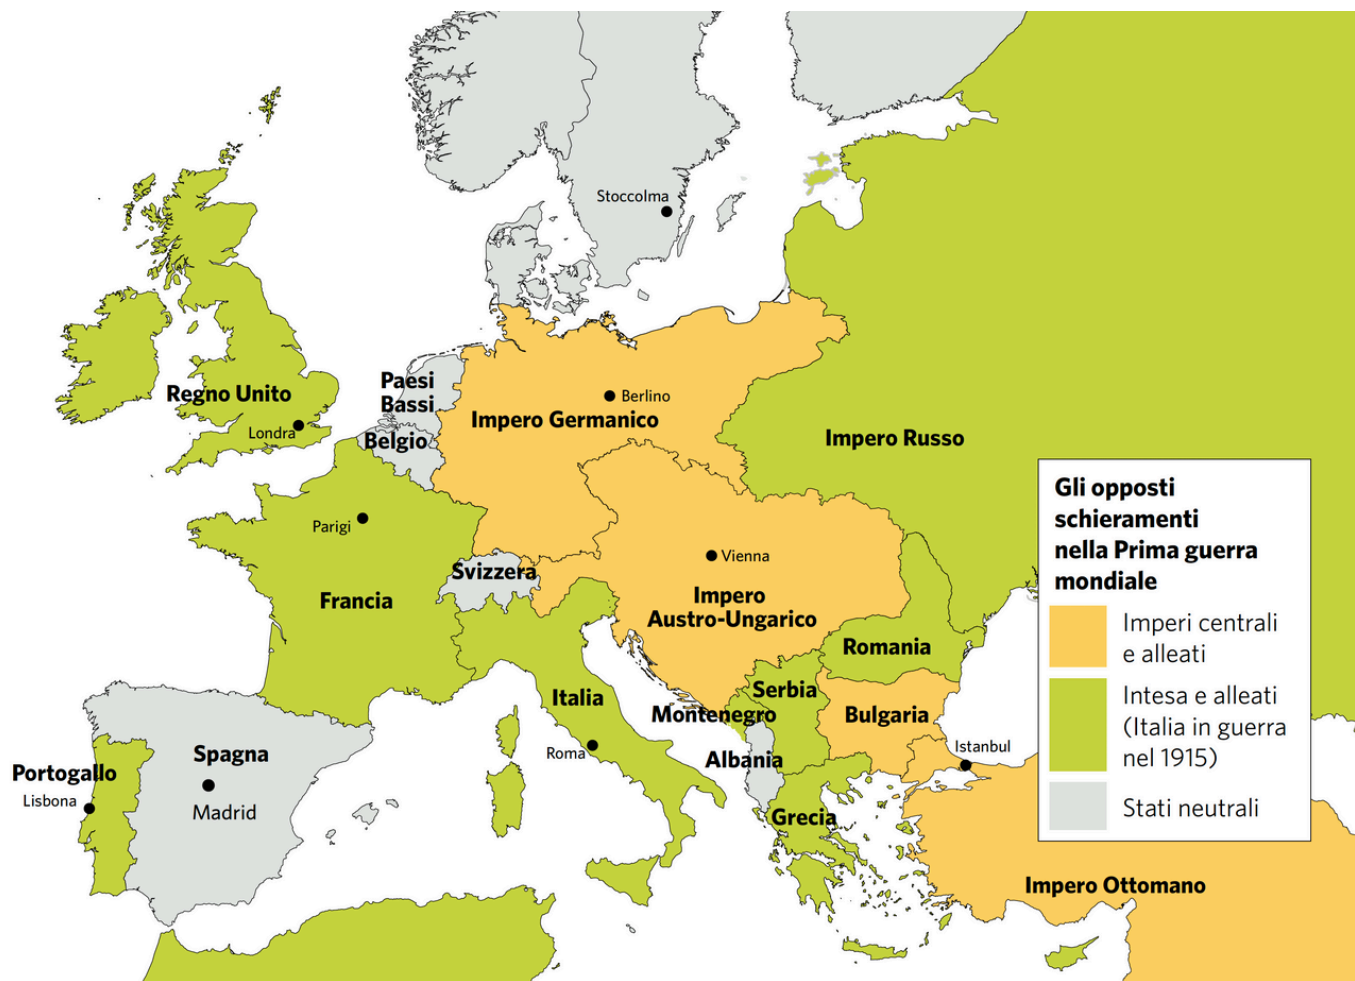 Stoccolma
Paesi
Bassi
Regno Unito
Berlino
Impero Germanico
Londra
Belgio
Impero Russo
Parigi
Vienna
Svizzera
Francia
Impero
Austro-Ungarico
Romania
Serbia
Italia
Montenegro
Bulgaria
Roma
Albania
Istanbul
Spagna
Portogallo
Lisbona
Madrid
Grecia
Impero Ottomano
Gli opposti
schieramenti
nella Prima guerra
mondiale
Imperi centrali
e alleati
Intesa e alleati
(Italia in guerra
nel 1915)
Stati neutrali